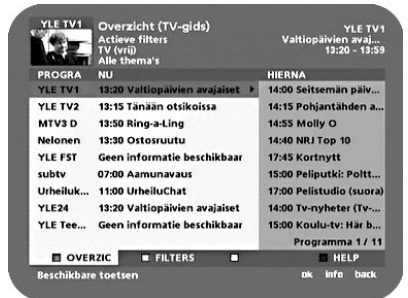 YLE TV1 Overzicht (TV-gids) YLE TV1
Actieve filters Valtiopäivien avaj...
TV (vrij) 13:20 - 13:59
Alle thema's
PROGRA NU HIERNA
YLE TV1 13:20 Valtiopäivien avajaiset 14:00 Seitsemän päiv...
YLE TV2 13:15 Tänään otsikoissa 14:15 Pohjantähden a...
MTV3 D 13:50 Ring-a-Ling 14:55 Molly O
Nelonen 13:30 Ostosruutu 14:40 NRJ Top 10
YLE FST Geen informatie beschikbaar 17:45 Kortnytt
subtv 07:00 Aamunavaus 15:00 Peliputki: Poltt...
Urheiluk... 11:00 UrheiluChat 17:00 Pelistudio (suora)
YLE24 13:20 Valtiopäivien avajaiset 14:00 Tv-nyheter (Tv-...
YLE Tee... Geen informatie beschikbaar 15:00 Koulu-tv: Här b...
Programma 1 / 11
OVERZIC FILTERS HELP
Beschikbare toetsen ok info back